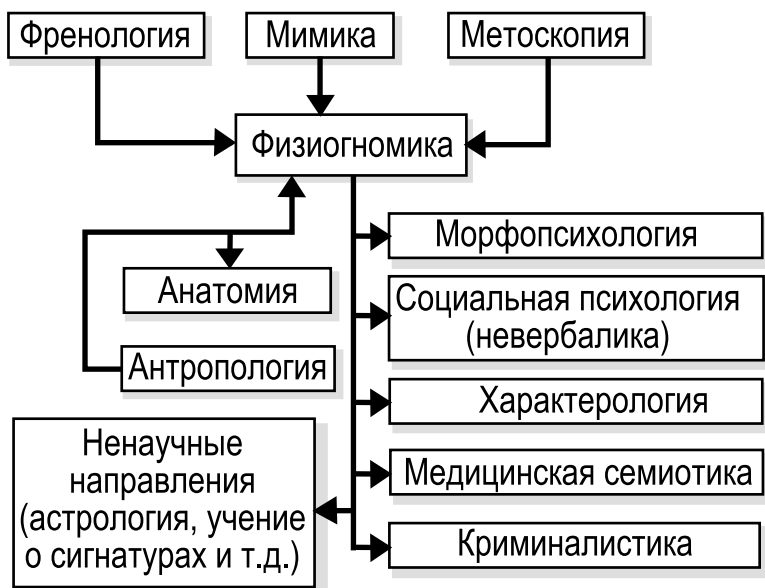 Френология
Мимика
Метоскопия
Физиогномика
Морфопсихология
Анатомия
Социальная психология
(невербалика)
Антропология
Характерология
Ненаучные
направления
(астрология, учение
о сигнатурах и т.д.)
Медицинская семиотика
Криминалистика